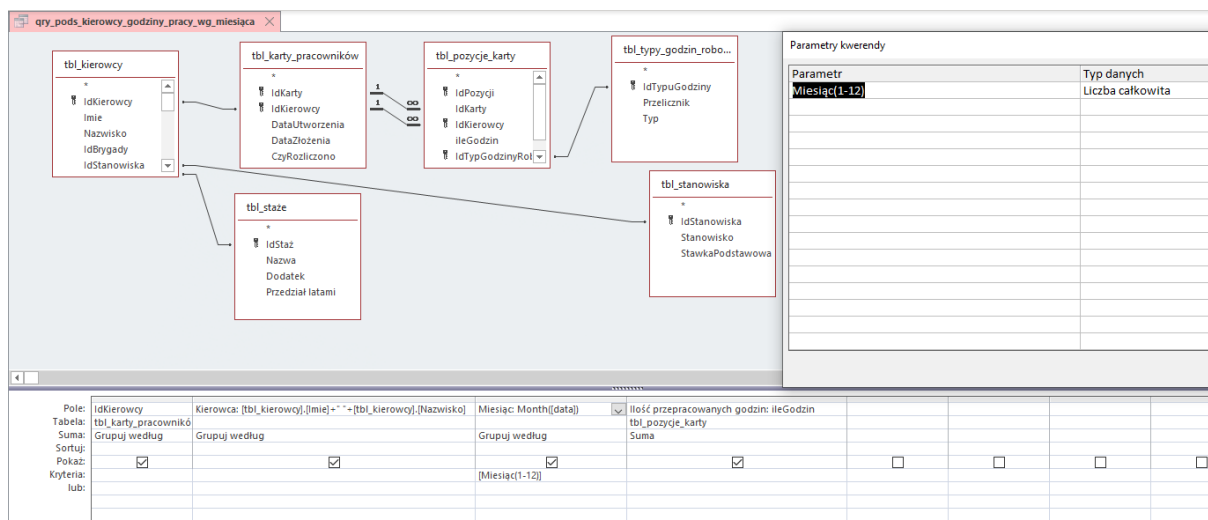 qry_pods_kierowcy_godziny_pracy_wg_miesiąca
tbl_kierowcy
*
IdKierowcy
Imie
Nazwisko
IdBrygady
IdStanowiska
tbl_karty_pracowników
*
IdKarty
IdKierowcy
DataUtworzenia
DataZłożenia
CzyRozliczono
1
1
∞
∞
tbl_pozycje_karty
*
IdPozycji
IdKarty
IdKierowcy
ileGodzin
IdTypGodzinyRol
tbl_typy_godzin_robo...
*
IdTypuGodziny
Przelicznik
Typ
tbl_staże
*
IdStaż
Nazwa
Dodatek
Przedział latami
tbl_stanowiska
*
IdStanowiska
Stanowisko
StawkaPodstawowa
Parametry kwerendy
Parametr Typ danych
Miesiąc(1-12) Liczba całkowita
Pole: IdKierowcy Kierowca: [tbl_kierowcy].[Imie]+" "+[tbl_kierowcy].[Nazwisko] Miesiąc: Month([data]) Ilość przepracowanych godzin: ileGodzin
Tabela: tbl_karty_pracownikó tbl_pozycje_karty
Suma: Grupuj według Grupuj według Grupuj według Suma
Sortuj:
Pokaż:
Kryteria: [Miesiąc(1-12)]
lub: